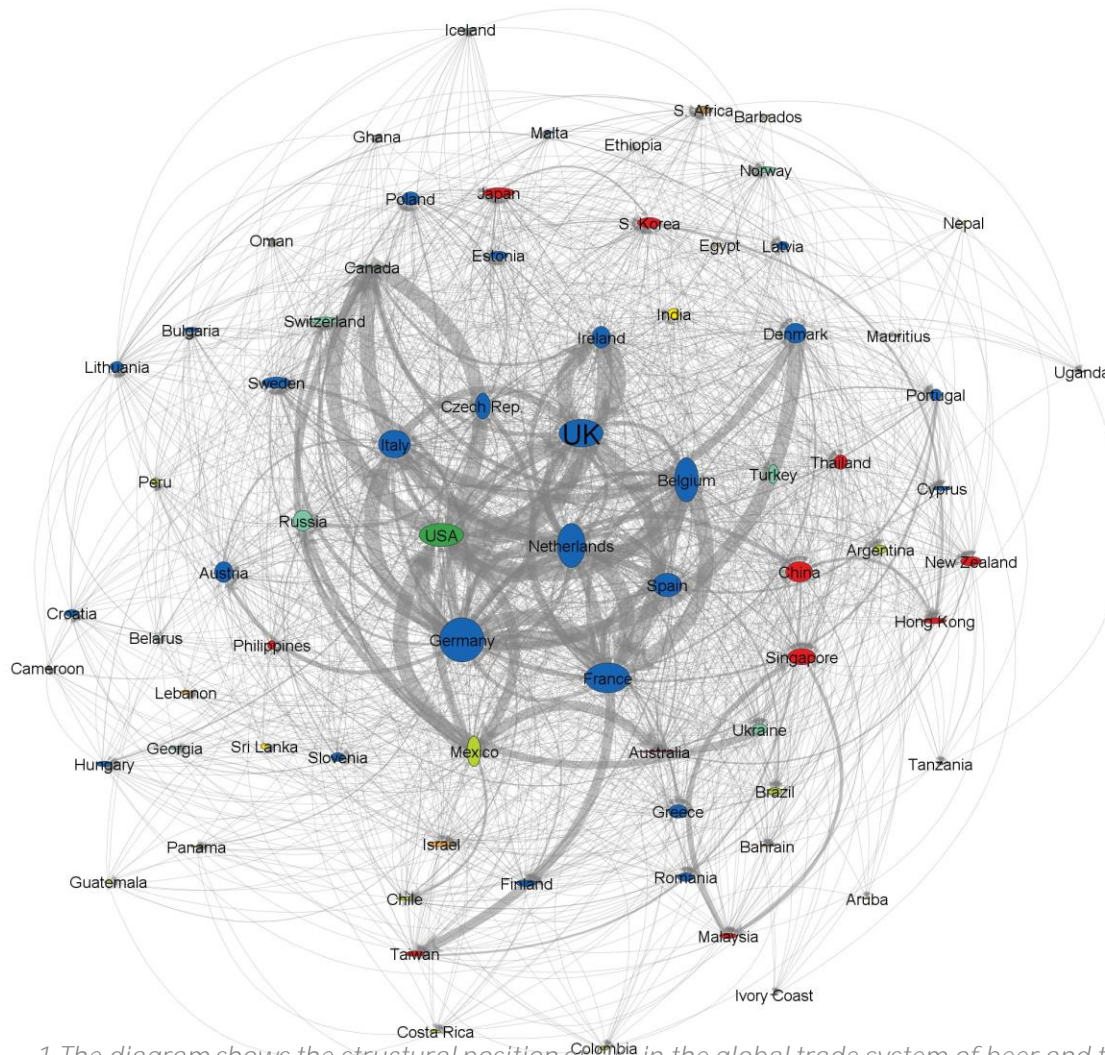 Iceland
S. Africa
Barbados
Ghana
Malta
Ethiopia
Norway
Poland
Japan
S. Korea
Nepal
Oman
Egypt
Latvia
Estonia
Canada
India
Switzerland
Bulgaria
Ireland
Denmark
Mauritius
Lithuania
Uganda
Sweden
Portugal
Czech Rep.
UK
Italy
Thailand
Turkey
Peru
Belgium
Cyprus
Russia
USA
Netherlands
Argentina
New Zealand
Austria
China
Spain
Croatia
Hong Kong
Belarus
Philippines
Germany
Singapore
Cameroon
France
Lebanon
Ukraine
Georgia
Sri Lanka
Slovenia
Mexico
Australia
Hungary
Tanzania
Brazil
Greece
Panama
Israel
Bahrain
Guatemala
Finland
Romania
Chile
Aruba
Malaysia
Taiwan
Ivory Coast
Costa Rica
Colombia
1 The diagram shows the structural position in the global trade system of beer and